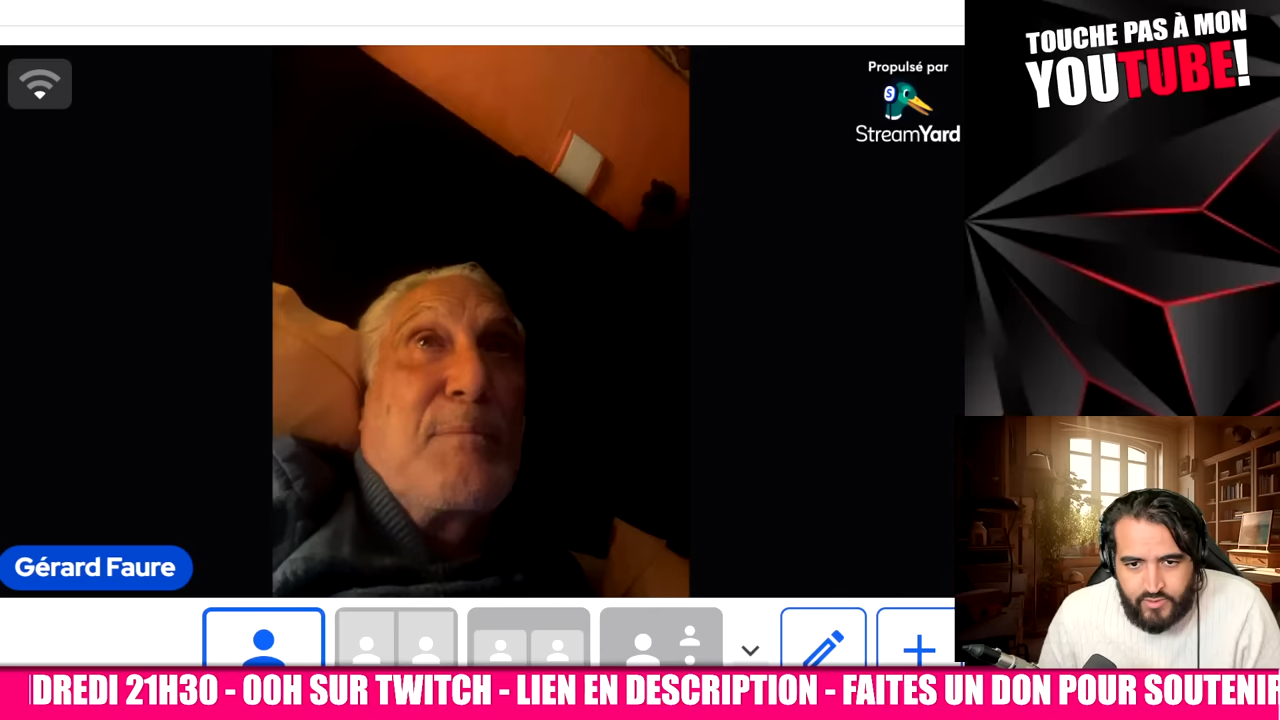 Propulsé par
StreamYard
TOUCHE PAS À MON
YOUTUBE!
Gérard Faure
DREDI 21H30 - 00H SUR TWITCH - LIEN EN DESCRIPTION - FAITES UN DON POUR SOUTENIR